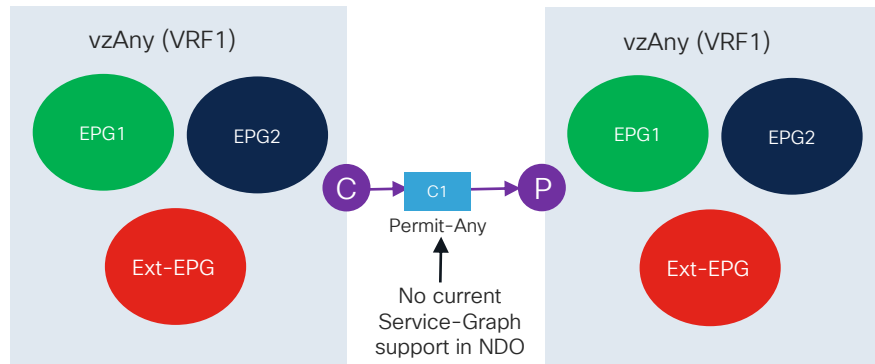 vzAny (VRF1)
EPG1
EPG2
Ext-EPG
C
C1
P
Permit-Any
No current
Service-Graph
support in NDO
vzAny (VRF1)
EPG1
EPG2
Ext-EPG